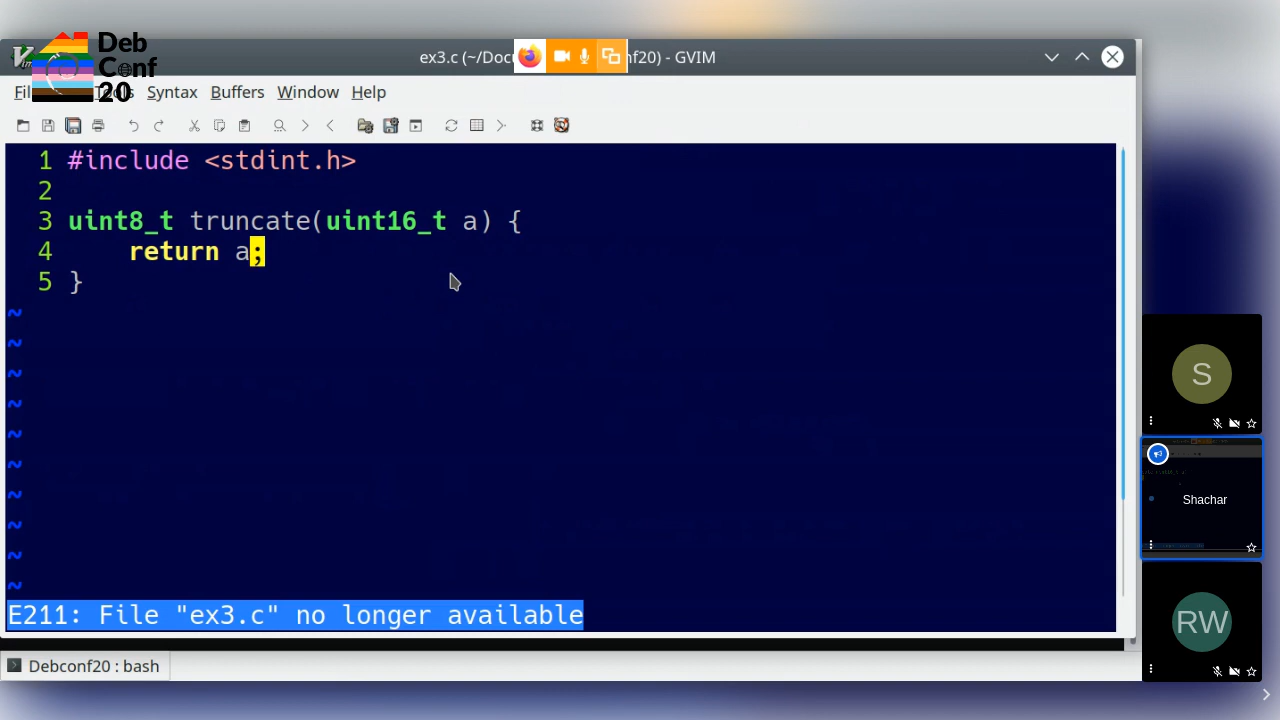 Deb
Conf
20
ex3.c (~/Doc nf20) - GVIM
Fil Tools Syntax Buffers Window Help
1 #include <stdint.h>
2
3 uint8_t truncate(uint16_t a) {
4 return a;
5 }
~
~
~
~
~
~
~
~
~
~
E211: File "ex3.c" no longer available
Debconf20 : bash
S
Shachar
RW